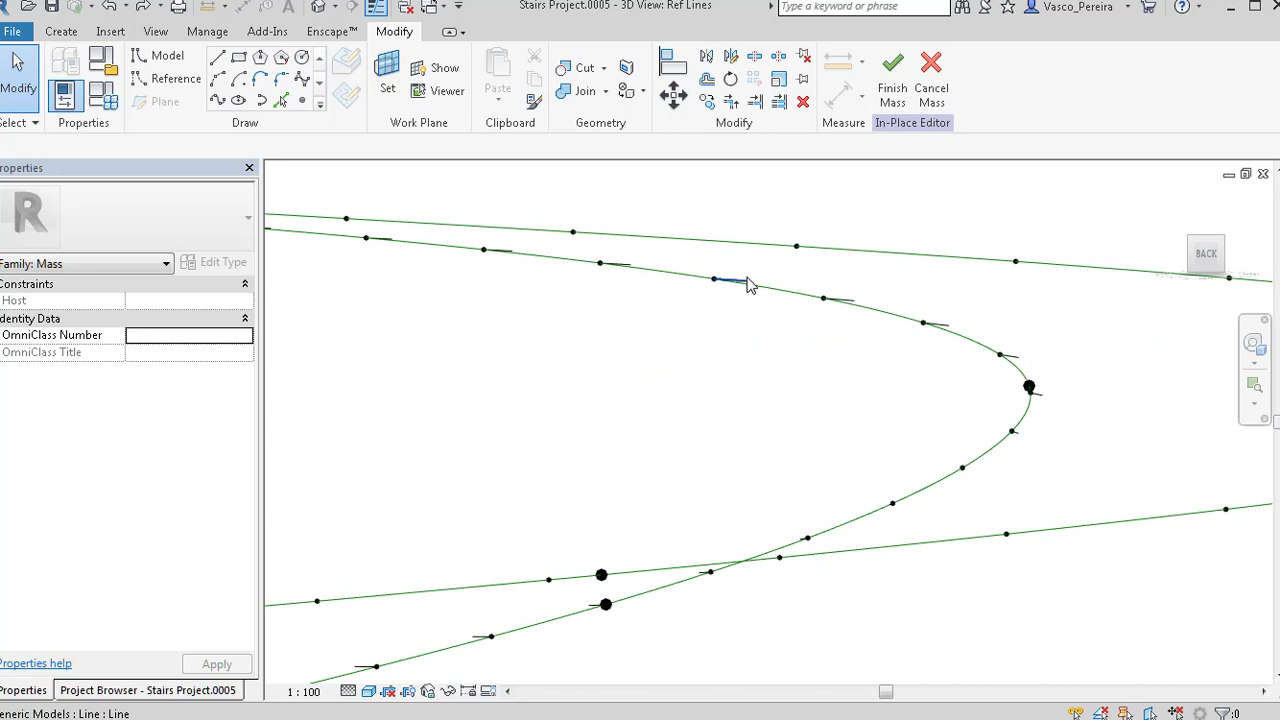 Stairs Project.0005 - 3D View: Ref Lines
Type a keyword or phrase
Vasco_Pereira
File Create Insert View Manage Add-Ins Enscape™ Modify
Model
Reference
Plane
Set
Show
Viewer
Paste
Cut
Join
Finish
Mass
Cancel
Mass
Modify
Select Properties Draw Work Plane Clipboard Geometry Modify Measure In-Place Editor
roperties
Family: Mass
Edit Type
Constraints
Host
Identity Data
OmniClass Number
OmniClass Title
BACK
Properties help
Apply
Properties
Project Browser - Stairs Project.0005
1 : 100
eneric Models : Line : Line
:0